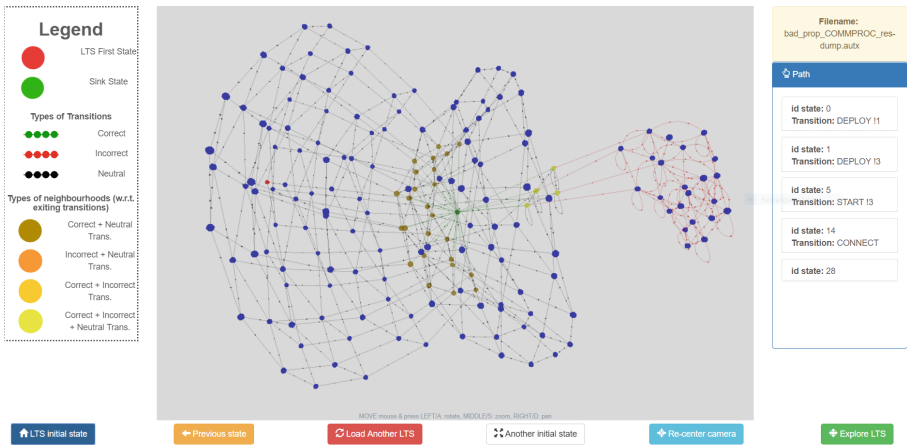 Legend
LTS First State
Sink State
Types of Transitions
Correct
Incorrect
Neutral
Types of neighbourhoods (w.r.t.
exiting transitions)
Correct + Neutral
Trans.
Incorrect + Neutral
Trans.
Correct + Incorrect
Trans.
Correct + Incorrect
+ Neutral Trans.
MOVE mouse & press LEFT/A: rotate, MIDDLE/S: zoom, RIGHT/D: pan
Filename:
bad_prop_COMMPROC_res-
dump.autx
Path
id state: 0
Transition: DEPLOY !1
id state: 1
Transition: DEPLOY !3
id state: 5
Transition: START !3
id state: 14
Transition: CONNECT
id state: 28
LTS initial state
Previous state
Load Another LTS
Another initial state
Re-center camera
Explore LTS